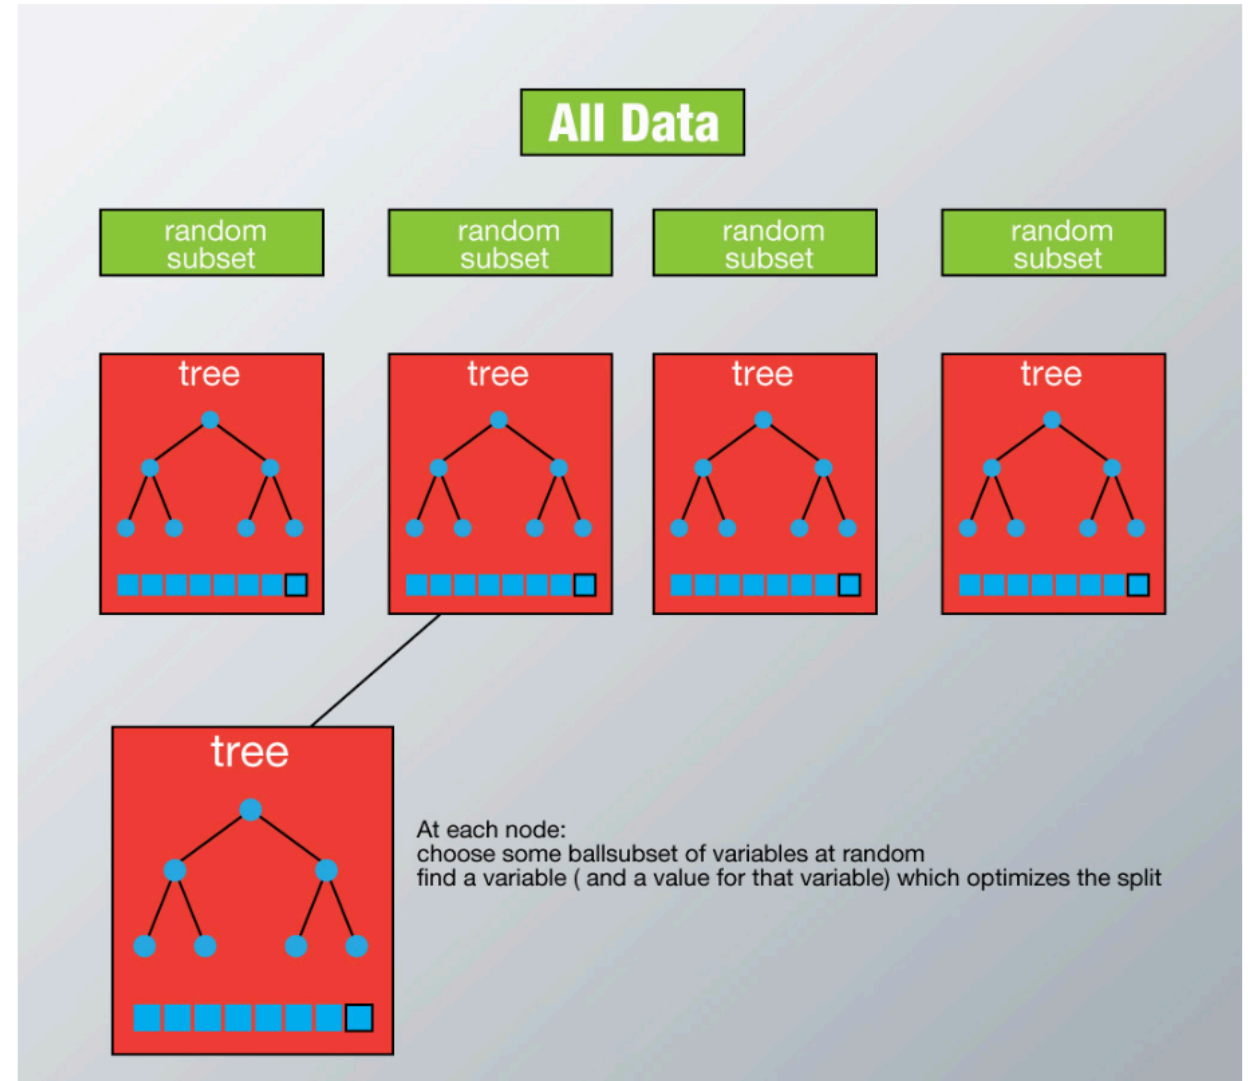 All Data
random
subset
random
subset
random
subset
random
subset
tree
tree
tree
tree
tree
At each node:
choose some ballsubset of variables at random
find a variable ( and a value for that variable) which optimizes the split